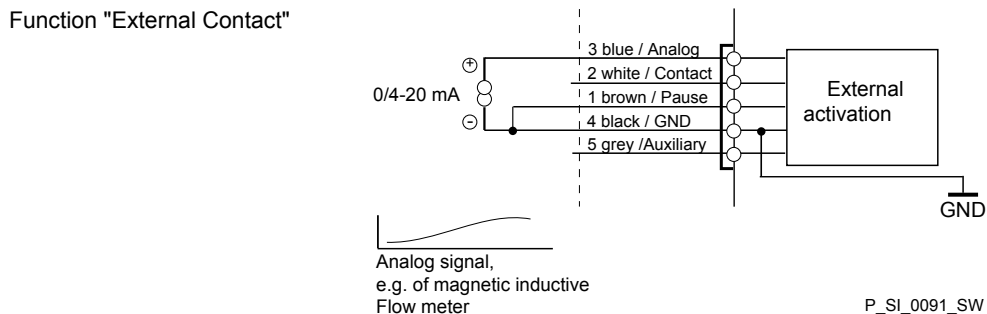 Function "External Contact"
3 blue / Analog
2 white / Contact
1 brown / Pause
4 black / GND
5 grey /Auxiliary
+
0/4-20 mA
-
External
activation
GND
Analog signal,
e.g. of magnetic inductive
Flow meter
P_SI_0091_SW